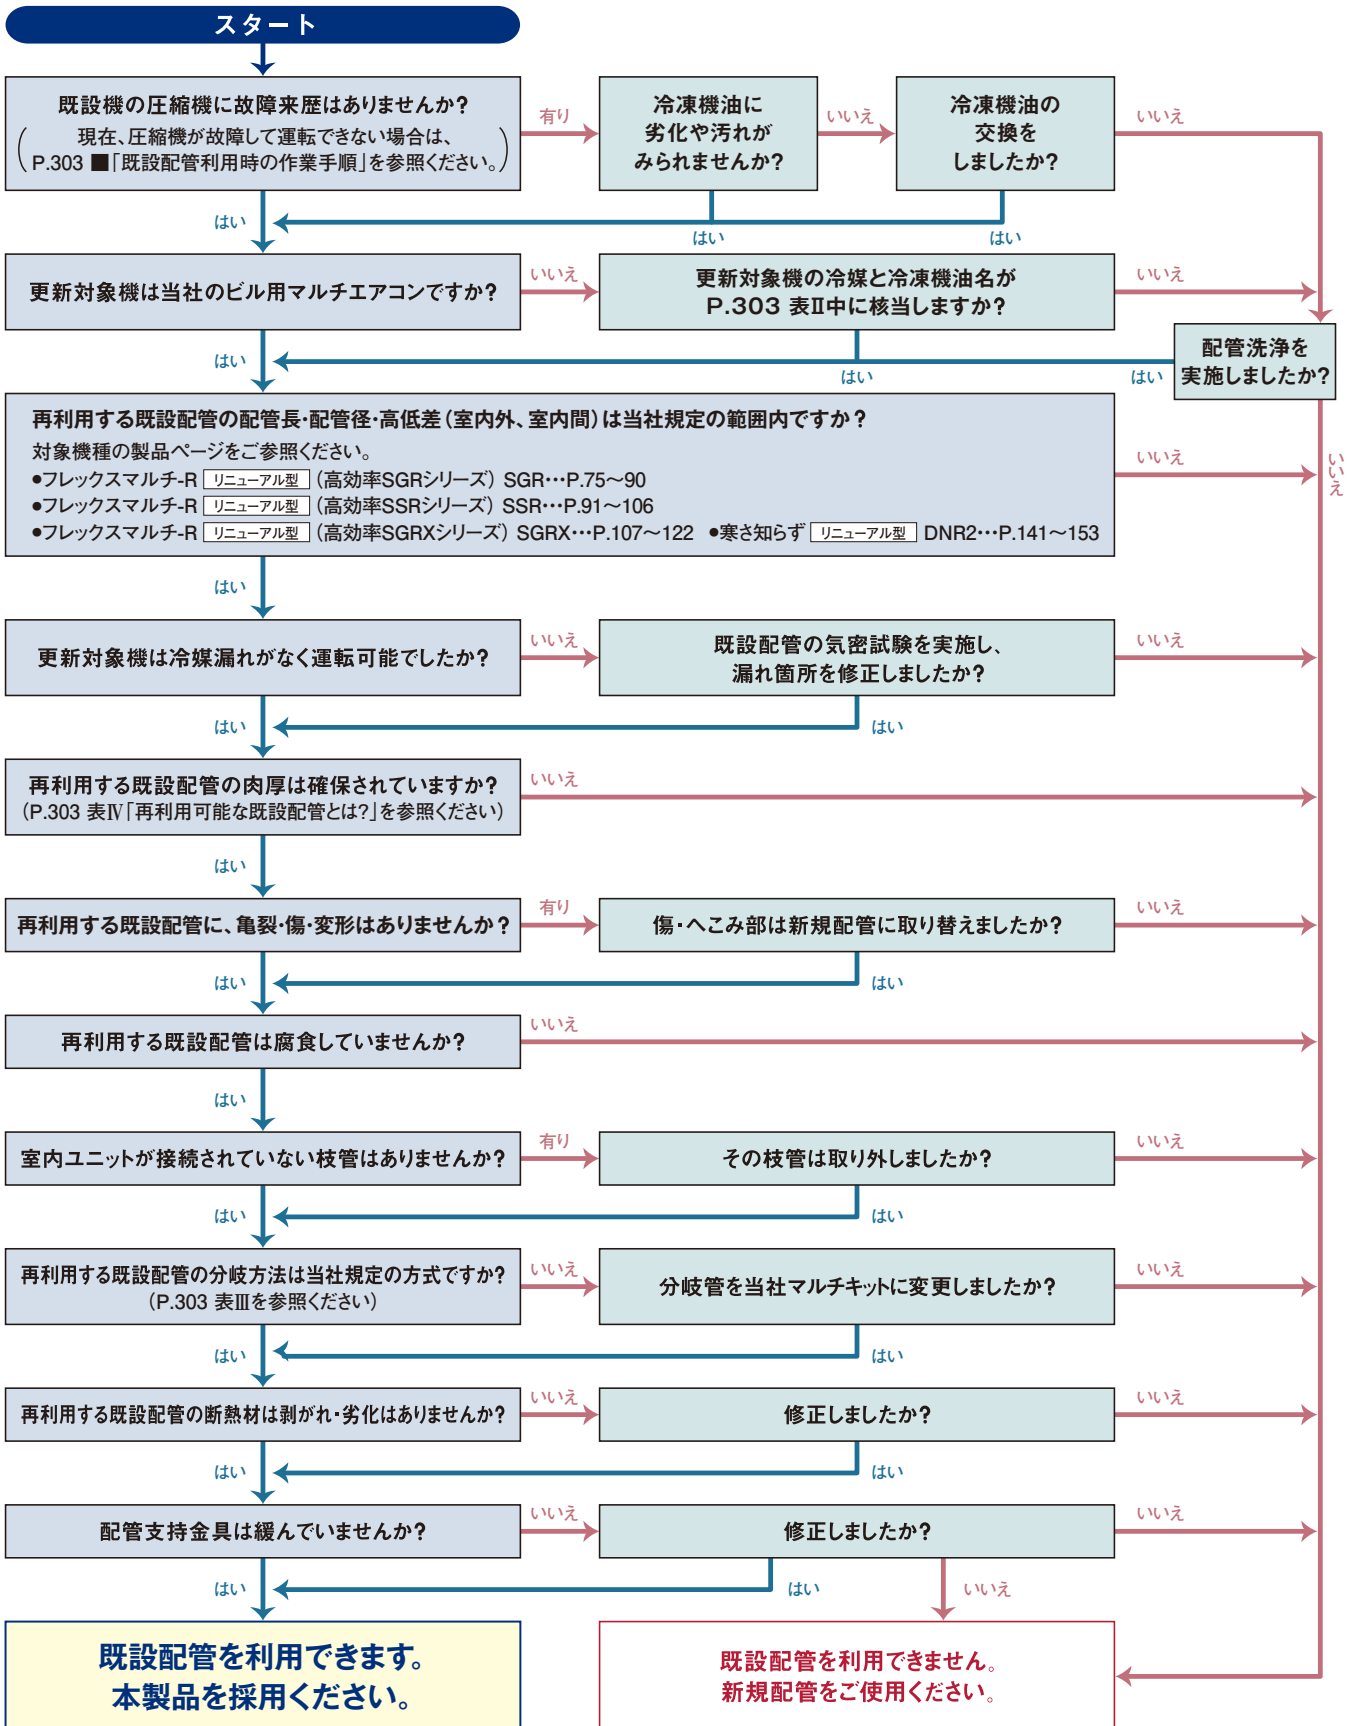 スタート
既設機の圧縮機に故障来歴はありませんか?
現在、圧縮機が故障して運転できない場合は、
P.303 ■「既設配管利用時の作業手順」を参照ください。
有り
冷凍機油に
劣化や汚れが
みられませんか?
いいえ
冷凍機油の
交換を
しましたか?
いいえ
はい
はい
はい
更新対象機は当社のビル用マルチエアコンですか?
いいえ
更新対象機の冷媒と冷凍機油名が
P.303 表Ⅱ中に核当しますか?
いいえ
配管洗浄を
実施しましたか?
はい
はい
はい
いいえ
再利用する既設配管の配管長・配管径・高低差(室内外、室内間)は当社規定の範囲内ですか?
対象機種の製品ページをご参照ください。
●フレックスマルチ-R リニューアル型 (高効率SGRシリーズ) SGR…P.75～90
●フレックスマルチ-R リニューアル型 (高効率SSRシリーズ) SSR…P.91～106
●フレックスマルチ-R リニューアル型 (高効率SGRXシリーズ) SGRX…P.107～122 ●寒さ知らず リニューアル型 DNR2…P.141～153
いいえ
はい
更新対象機は冷媒漏れがなく運転可能でしたか?
いいえ
既設配管の気密試験を実施し、
漏れ箇所を修正しましたか?
いいえ
はい
はい
再利用する既設配管の肉厚は確保されていますか?
(P.303 表Ⅳ「再利用可能な既設配管とは?」を参照ください)
いいえ
はい
再利用する既設配管に、亀裂・傷・変形はありませんか?
有り
傷・へこみ部は新規配管に取り替えましたか?
いいえ
はい
はい
再利用する既設配管は腐食していませんか?
いいえ
はい
室内ユニットが接続されていない枝管はありませんか?
有り
その枝管は取り外しましたか?
いいえ
はい
はい
再利用する既設配管の分岐方法は当社規定の方式ですか?
(P.303 表Ⅲを参照ください)
いいえ
分岐管を当社マルチキットに変更しましたか?
いいえ
はい
はい
再利用する既設配管の断熱材は剥がれ・劣化はありませんか?
いいえ
修正しましたか?
いいえ
はい
はい
配管支持金具は緩んでいませんか?
いいえ
修正しましたか?
いいえ
はい
はい
いいえ
既設配管を利用できます。
本製品を採用ください。
既設配管を利用できません。
新規配管をご使用ください。